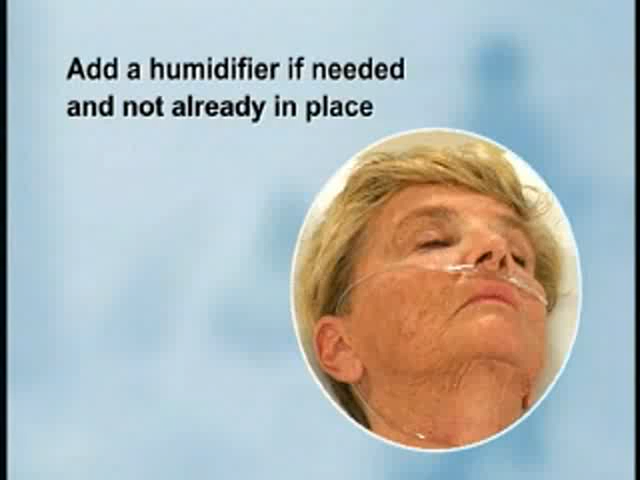 Add a humidifier if needed
and not already in place